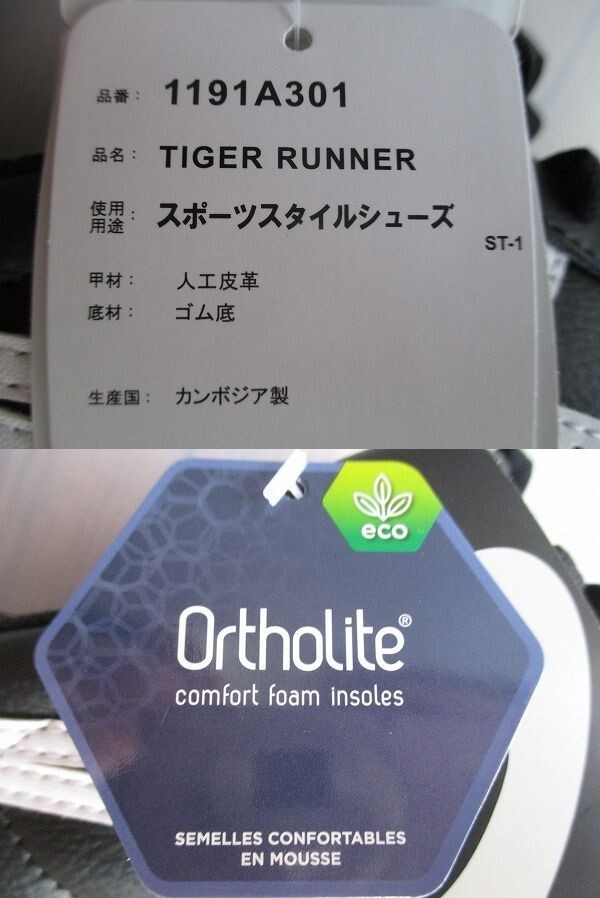 品番： 1191A301
品名： TIGER RUNNER
使用用途： スポーツスタイルシューズ
ST-1
甲材： 人工皮革
底材： ゴム底
生産国： カンボジア製
eco
Ortholite®
comfort foam insoles
SEMELLES CONFORTABLES
EN MOUSSE